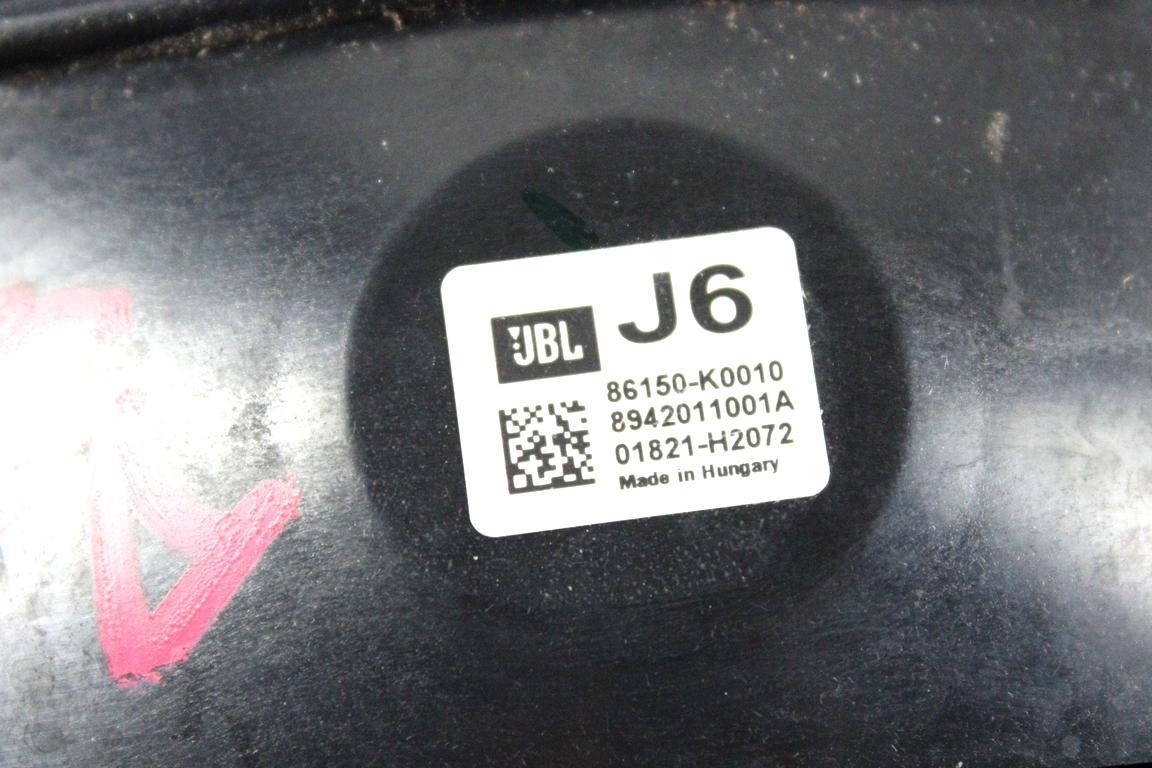 J6
JBL
86150-K0010
8942011001A
01821-H2072
Made in Hungary